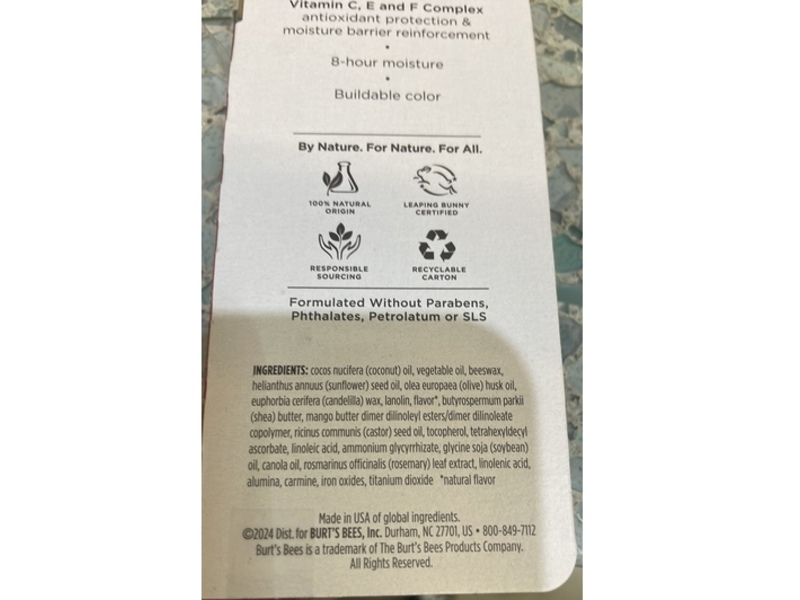 Vitamin C, E and F Complex
antioxidant protection &
moisture barrier reinforcement
•
8-hour moisture
•
Buildable color
By Nature. For Nature. For All.
100% NATURAL
ORIGIN
LEAPING BUNNY
CERTIFIED
RESPONSIBLE
SOURCING
RECYCLABLE
CARTON
Formulated Without Parabens,
Phthalates, Petrolatum or SLS
INGREDIENTS: cocos nucifera (coconut) oil, vegetable oil, beeswax,
helianthus annuus (sunflower) seed oil, olea europaea (olive) husk oil,
euphorbia cerifera (candelilla) wax, lanolin, flavor*, butyrospermum parkii
(shea) butter, mango butter dimer dilinoleyl esters/dimer dilinoleate
copolymer, ricinus communis (castor) seed oil, tocopherol, tetrahexyldecyl
ascorbate, linoleic acid, ammonium glycyrrhizate, glycine soja (soybean)
oil, canola oil, rosmarinus officinalis (rosemary) leaf extract, linolenic acid,
alumina, carmine, iron oxides, titanium dioxide *natural flavor
Made in USA of global ingredients.
©2024 Dist. for BURT'S BEES, Inc. Durham, NC 27701, US • 800-849-7112
Burt's Bees is a trademark of The Burt's Bees Products Company.
All Rights Reserved.